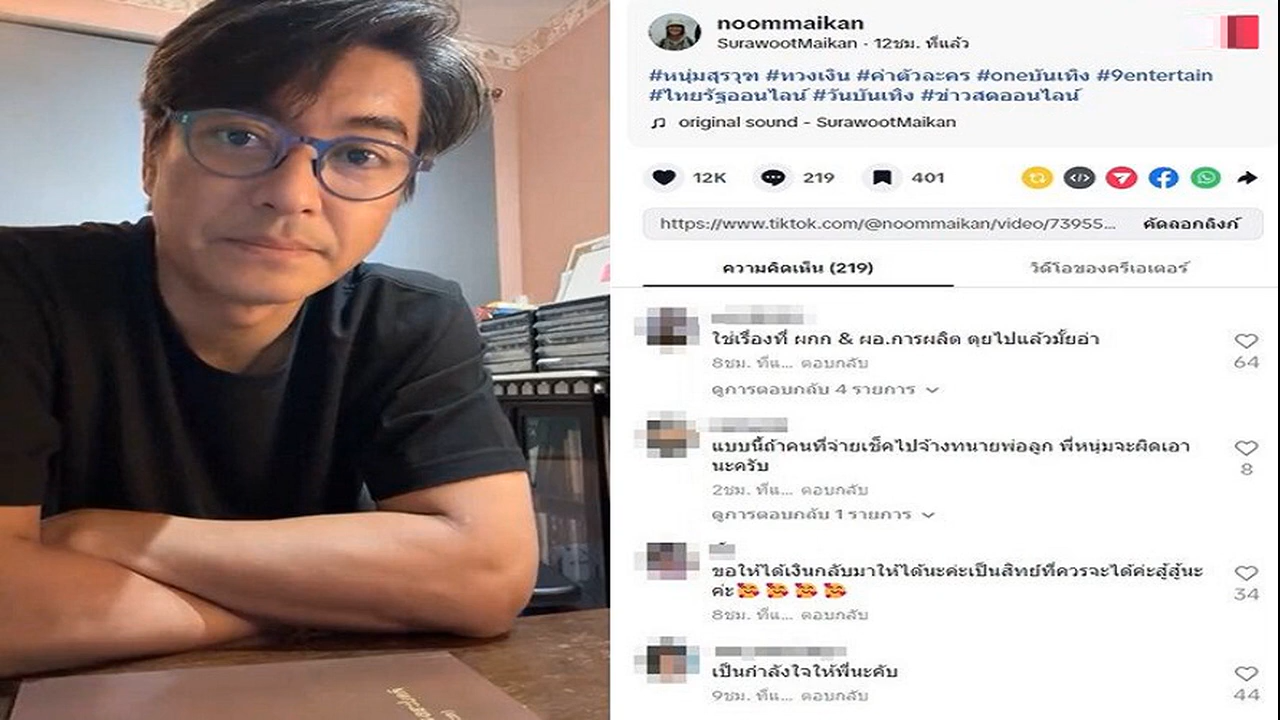 noommaikan
SurawootMaikan · 12ชม. ที่แล้ว
#หนุ่มสุรวุฑ #ทวงเงิน #ค่าตัวละคร #oneบันเทิง #9entertain
#ไทยรัฐออนไลน์ #วันบันเทิง #ข่าวสดออนไลน์
original sound - SurawootMaikan
12K 219 401
https://www.tiktok.com/@noommaikan/video/73955... คัดลอกลิงก์
ความคิดเห็น (219) วิดีโอของครีเอเตอร์
ใช่เรื่องที่ ผกก & ผอ.การผลิต ตุยไปแล้วมั้ยอ่า
8ชม. ที่แ... ตอบกลับ
64
ดูการตอบกลับ 4 รายการ
แบบนี้ถ้าคนที่จ่ายเช็คไปจ้างทนายพ่อลูก พี่หนุ่มจะผิดเอา
นะครับ
8
2ชม. ที่แ... ตอบกลับ
ดูการตอบกลับ 1 รายการ
ขอให้ได้เงินกลับมาให้ได้นะค่ะเป็นสิทย์ที่ควรจะได้ค่ะสู้สู้นะ
ค่ะ🥰🥰🥰🥰
34
8ชม. ที่แ... ตอบกลับ
เป็นกำลังใจให้พี่นะคับ
9ชม. ที่แ... ตอบกลับ
44